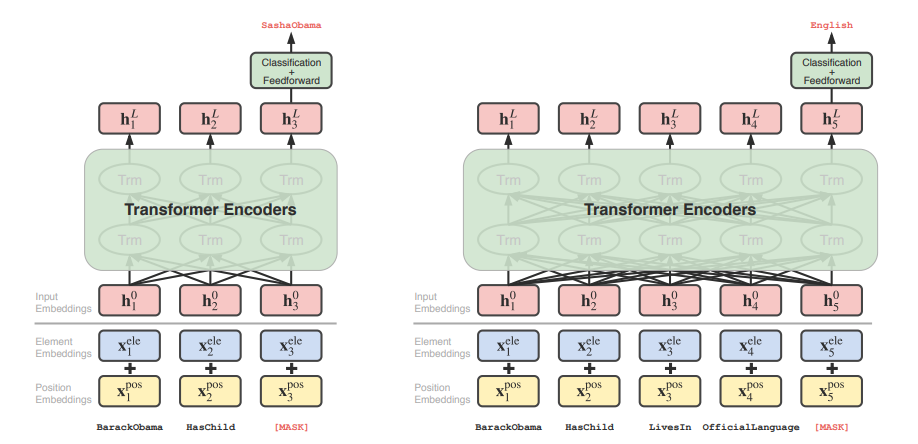 SashaObama
Classification
+
Feedforward
h₁ᴸ h₂ᴸ h₃ᴸ
Trm Trm Trm
Transformer Encoders
Trm Trm Trm
Input
Embeddings
h₁⁰ h₂⁰ h₃⁰
Element
Embeddings
x₁ᵉˡᵉ x₂ᵉˡᵉ x₃ᵉˡᵉ
+ + +
Position
Embeddings
x₁ᵖᵒˢ x₂ᵖᵒˢ x₃ᵖᵒˢ
BarackObama HasChild [MASK]
English
Classification
+
Feedforward
h₁ᴸ h₂ᴸ h₃ᴸ h₄ᴸ h₅ᴸ
Trm Trm Trm Trm Trm
Transformer Encoders
Trm Trm Trm Trm Trm
Input
Embeddings
h₁⁰ h₂⁰ h₃⁰ h₄⁰ h₅⁰
Element
Embeddings
x₁ᵉˡᵉ x₂ᵉˡᵉ x₃ᵉˡᵉ x₄ᵉˡᵉ x₅ᵉˡᵉ
+ + + + +
Position
Embeddings
x₁ᵖᵒˢ x₂ᵖᵒˢ x₃ᵖᵒˢ x₄ᵖᵒˢ x₅ᵖᵒˢ
BarackObama HasChild LivesIn OfficialLanguage [MASK]